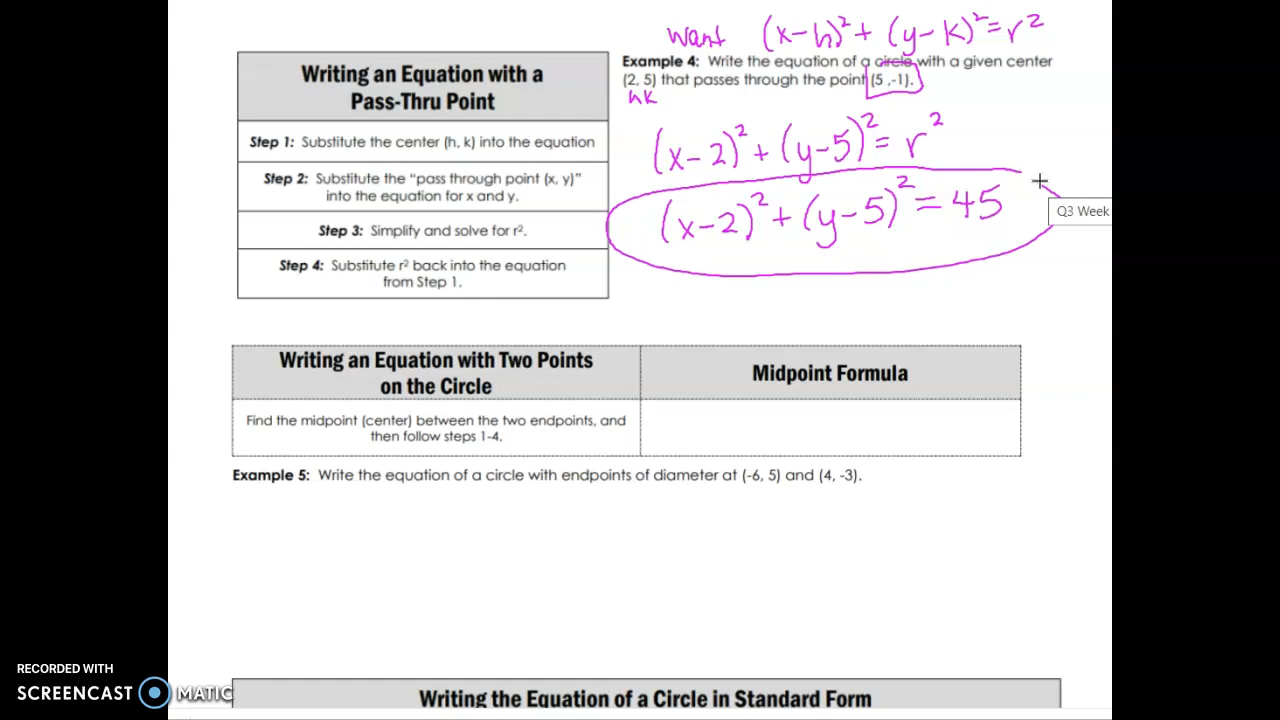 want (x-h)² + (y-k)² = r²
Writing an Equation with a
Pass-Thru Point
Step 1: Substitute the center (h, k) into the equation
Step 2: Substitute the "pass through point (x, y)"
into the equation for x and y.
Step 3: Simplify and solve for r².
Step 4: Substitute r² back into the equation
from Step 1.
Example 4: Write the equation of a circle with a given center
(2, 5) that passes through the point (5 ,-1).
h k
(x-2)² + (y-5)² = r²
(x-2)² + (y-5)² = 45
Q3 Week
Writing an Equation with Two Points
on the Circle
Midpoint Formula
Find the midpoint (center) between the two endpoints, and
then follow steps 1-4.
Example 5: Write the equation of a circle with endpoints of diameter at (-6, 5) and (4, -3).
Writing the Equation of a Circle in Standard Form
RECORDED WITH
SCREENCAST MATIC